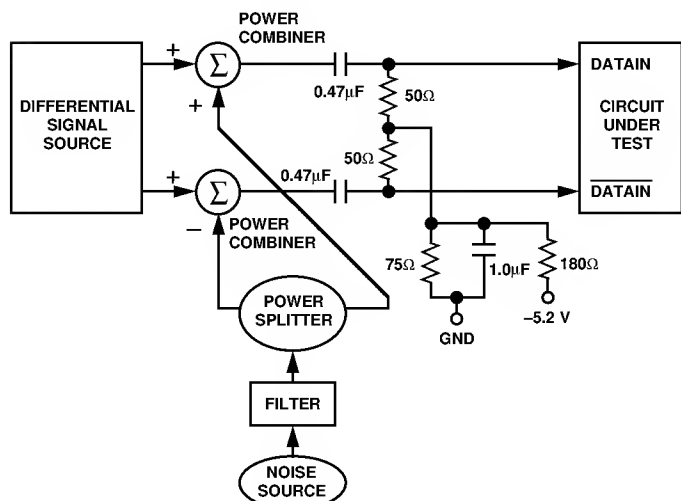 POWER
COMBINER
+
+
Σ
+
0.47µF
50Ω
DATAIN
DIFFERENTIAL
SIGNAL
SOURCE
CIRCUIT
UNDER
TEST
50Ω
0.47µF
+
Σ
−
DATAIN
POWER
COMBINER
75Ω
1.0µF
180Ω
POWER
SPLITTER
–5.2 V
GND
FILTER
NOISE
SOURCE